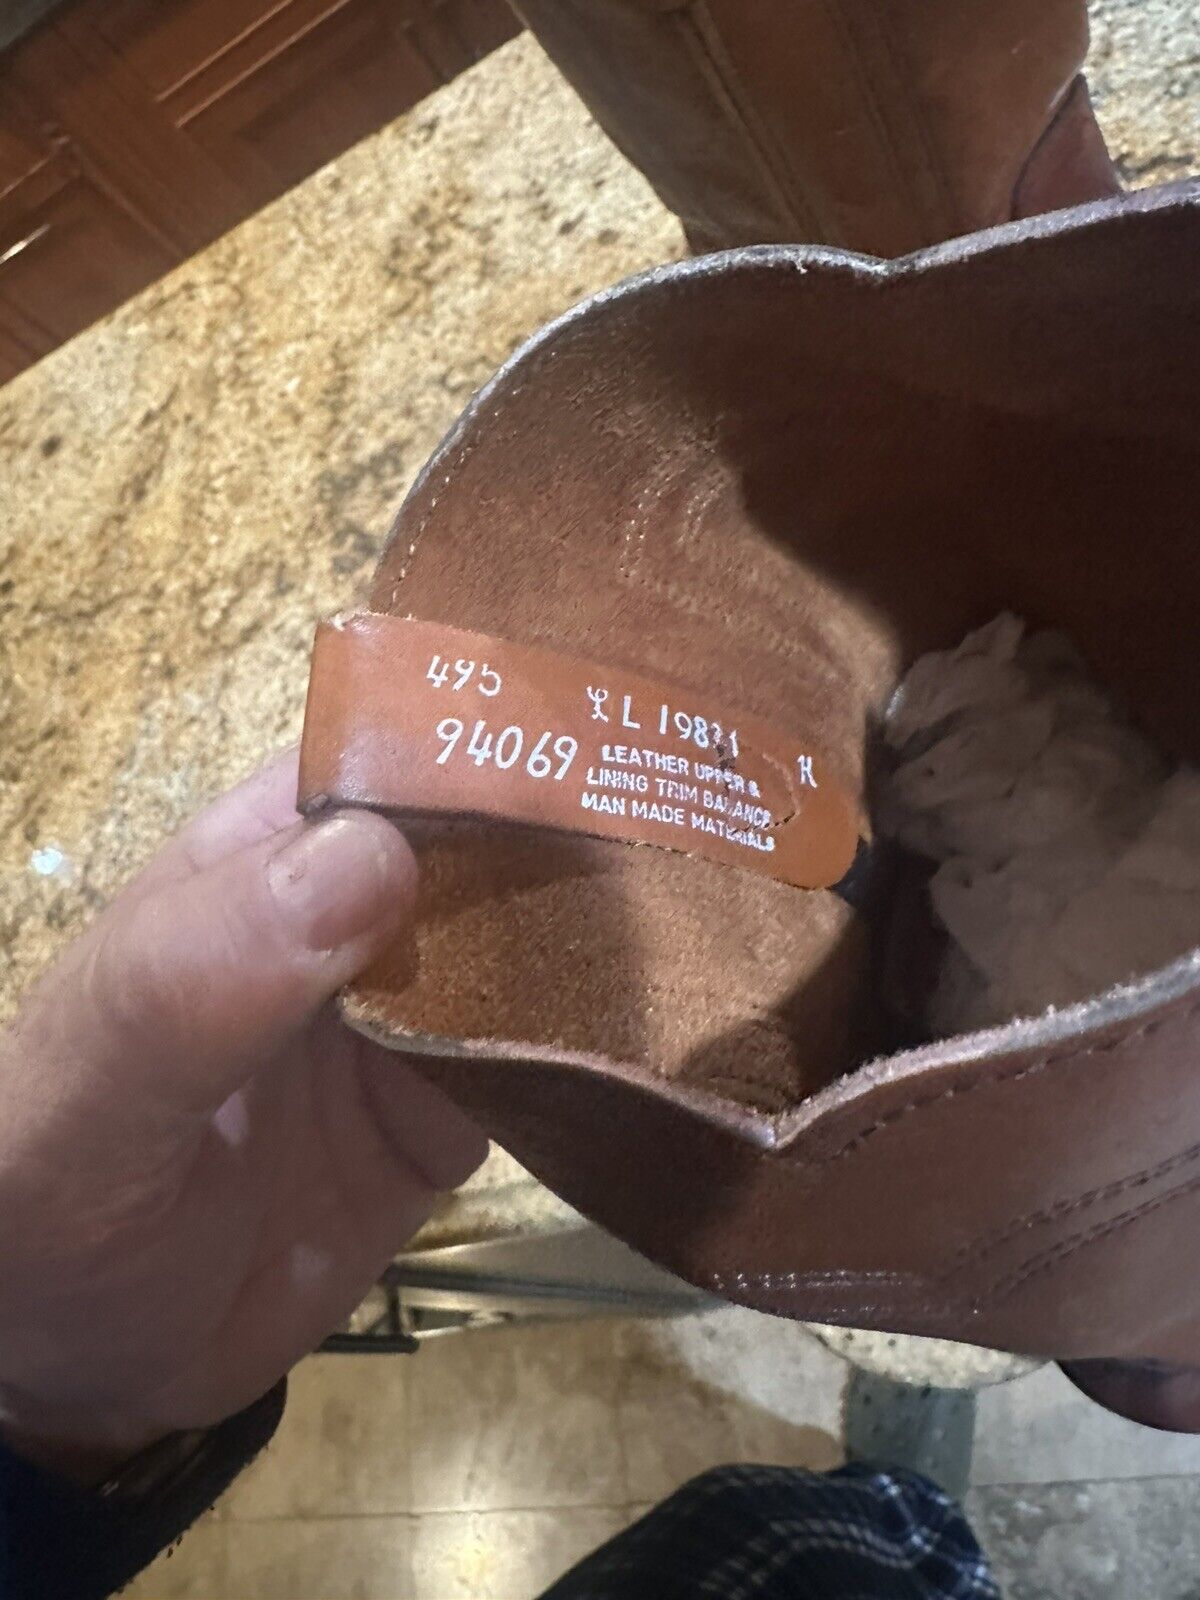 495
L 19831 H
94069
LEATHER UPPER &
LINING TRIM BALANCE
MAN MADE MATERIALS